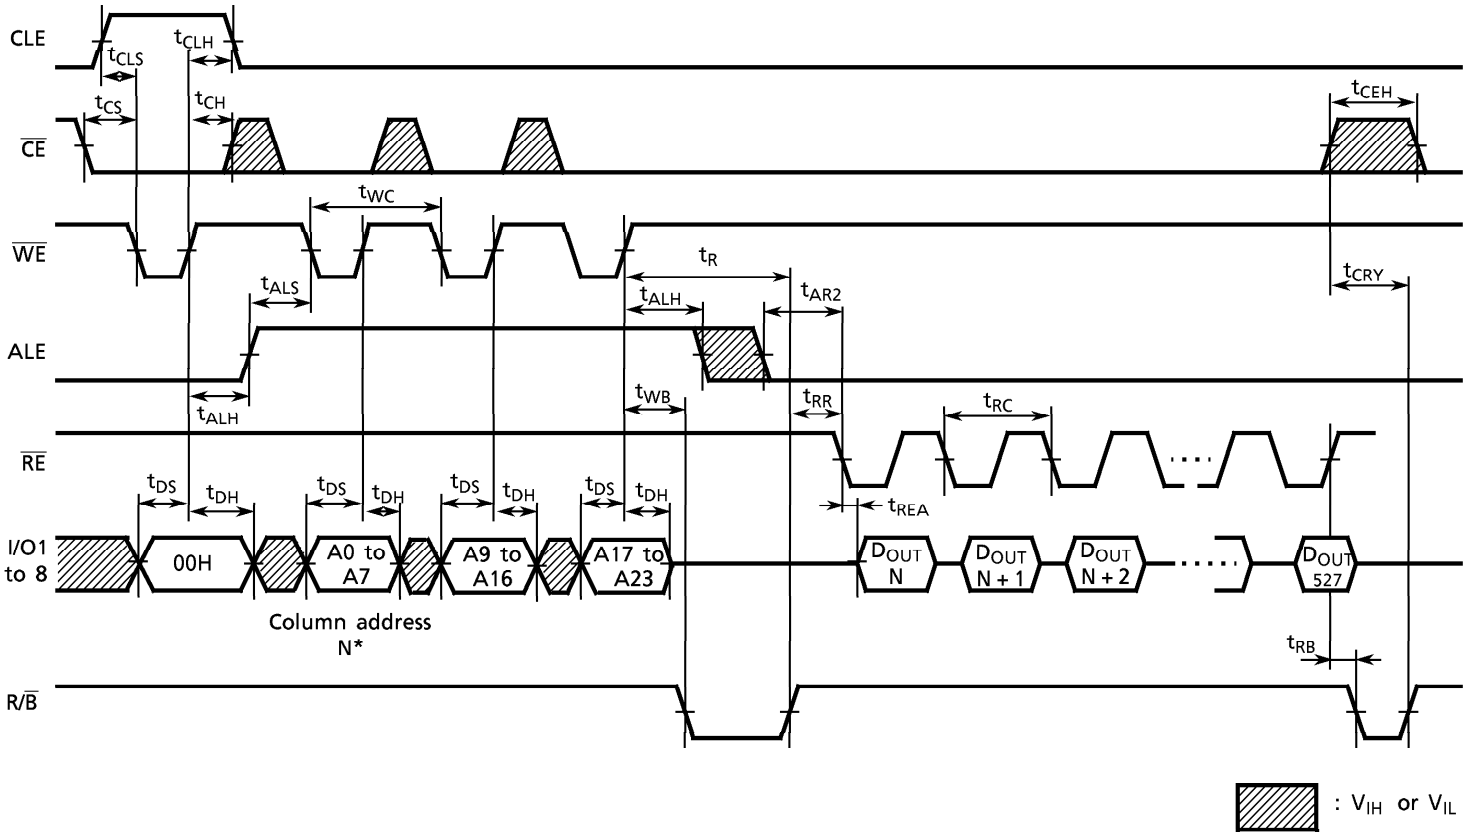 CLE
tCLS
tCLH
tCS
tCH
tCEH
CE
tWC
WE
tR
tCRY
tALS
tALH
tAR2
ALE
tALH
tWB
tRR
tRC
RE
tDS
tDH
tDS
tDH
tDS
tDH
tDS
tDH
tREA
I/O1
to 8
00H
A0 to
A7
A9 to
A16
A17 to
A23
DOUT
N
DOUT
N + 1
DOUT
N + 2
DOUT
527
Column address
N*
tRB
R/B
: VIH or VIL